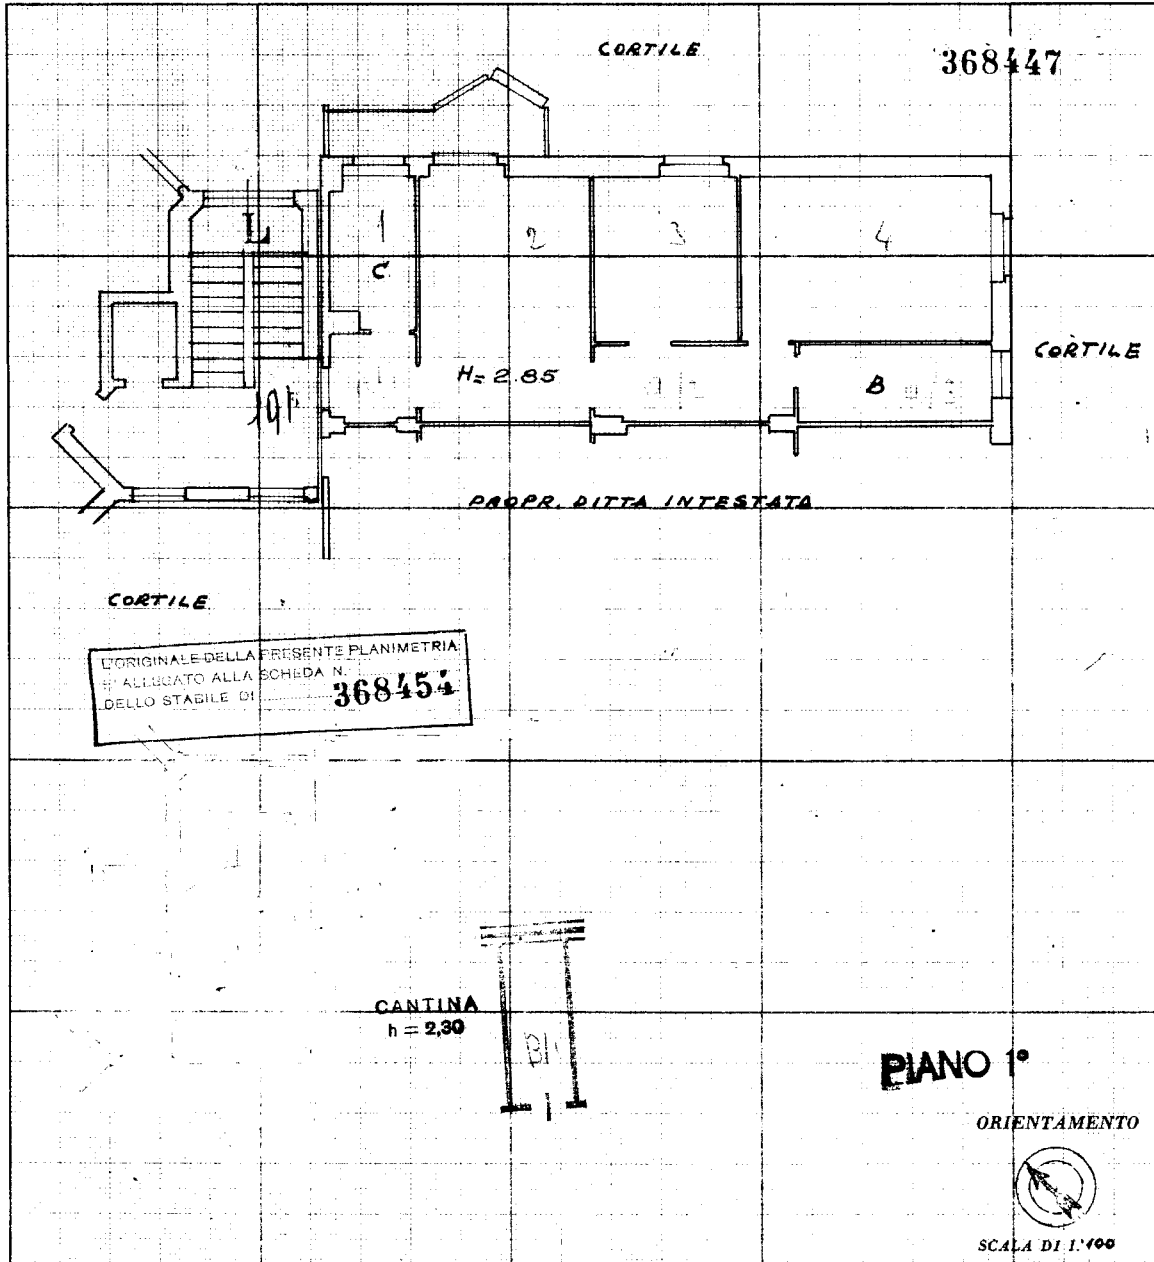 CORTILE
368447
L
1
2
3
4
C
CORTILE
H= 2.85
B
PROPR. DITTA INTESTATA
CORTILE
L'ORIGINALE DELLA PRESENTE PLANIMETRIA
E' ALLEGATO ALLA SCHEDA N.
DELLO STABILE DI 368454
CANTINA
h = 2,30
PIANO 1°
ORIENTAMENTO
SCALA DI 1:100